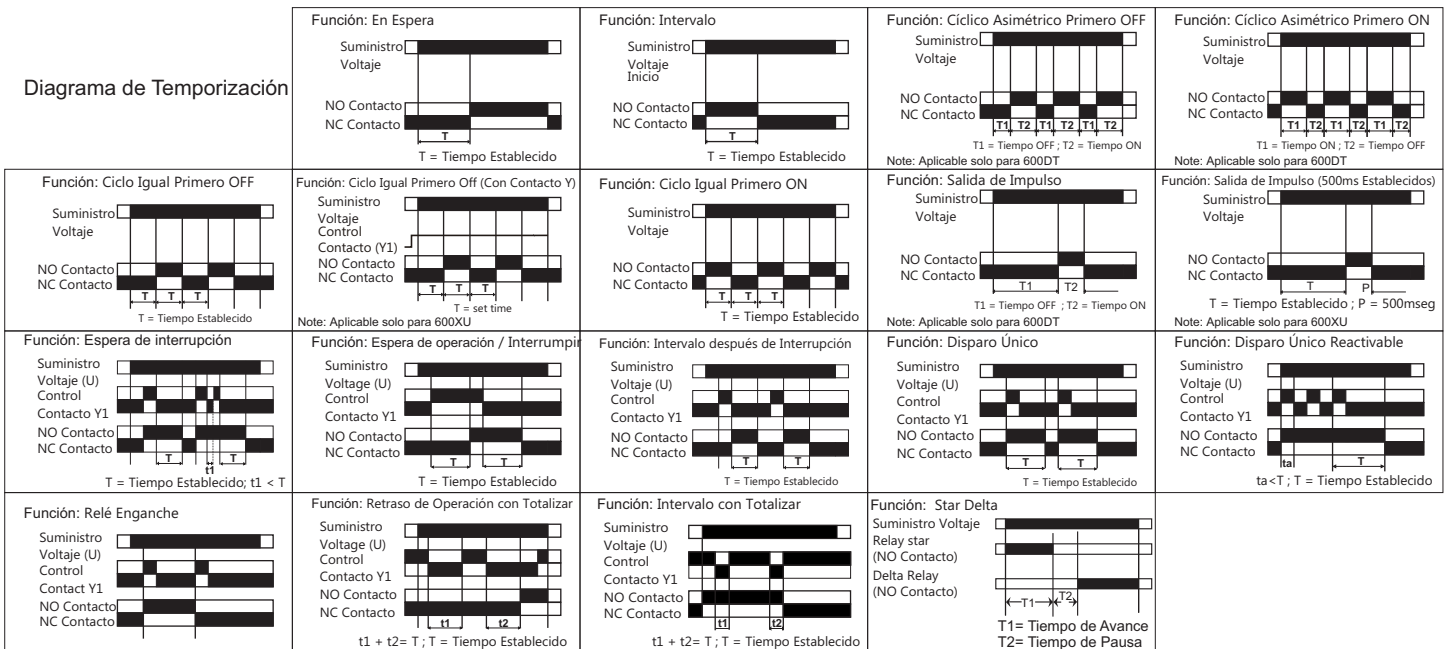 Diagrama de Temporización
Función: En Espera
Suministro
Voltaje
NO Contacto
NC Contacto
T
T = Tiempo Establecido
Función: Intervalo
Suministro
Voltaje
Inicio
NO Contacto
NC Contacto
T
T = Tiempo Establecido
Función: Cíclico Asimétrico Primero OFF
Suministro
Voltaje
NO Contacto
NC Contacto
T1 T2 T1 T2 T1 T2
T1 = Tiempo OFF ; T2 = Tiempo ON
Note: Aplicable solo para 600DT
Función: Cíclico Asimétrico Primero ON
Suministro
Voltaje
NO Contacto
NC Contacto
T1 T2 T1 T2 T1 T2
T1 = Tiempo ON ; T2 = Tiempo OFF
Note: Aplicable solo para 600DT
Función: Ciclo Igual Primero OFF
Suministro
Voltaje
NO Contacto
NC Contacto
T T T
T = Tiempo Establecido
Función: Ciclo Igual Primero Off (Con Contacto Y)
Suministro
Voltaje
Control
Contacto (Y1)
NO Contacto
NC Contacto
T T T
T = set time
Note: Aplicable solo para 600XU
Función: Ciclo Igual Primero ON
Suministro
Voltaje
NO Contacto
NC Contacto
T T T
T = Tiempo Establecido
Función: Salida de Impulso
Suministro
Voltaje
NO Contacto
NC Contacto
T1 T2
T1 = Tiempo OFF ; T2 = Tiempo ON
Note: Aplicable solo para 600DT
Función: Salida de Impulso (500ms Establecidos)
Suministro
Voltaje
NO Contacto
NC Contacto
T P
T = Tiempo Establecido ; P = 500mseg
Note: Aplicable solo para 600XU
Función: Espera de interrupción
Suministro
Voltaje (U)
Control
Contacto Y1
NO Contacto
NC Contacto
T t1 T
T = Tiempo Establecido; t1 < T
Función: Espera de operación / Interrumpir
Suministro
Voltage (U)
Control
Contacto Y1
NO Contacto
NC Contacto
T T
T = Tiempo Establecido
Función: Intervalo después de Interrupción
Suministro
Voltaje (U)
Control
Contacto Y1
NO Contacto
NC Contacto
T T
T = Tiempo Establecido
Función: Disparo Único
Suministro
Voltaje (U)
Control
Contacto Y1
NO Contacto
NC Contacto
T T
T = Tiempo Establecido
Función: Disparo Único Reactivable
Suministro
Voltaje (U)
Control
Contacto Y1
NO Contacto
NC Contacto
ta T
ta<T ; T = Tiempo Establecido
Función: Relé Enganche
Suministro
Voltaje (U)
Control
Contact Y1
NO Contacto
NC Contacto
Función: Retraso de Operación con Totalizar
Suministro
Voltage (U)
Control
Contacto Y1
NO Contacto
NC Contacto
t1 t2
t1 + t2= T ; T = Tiempo Establecido
Función: Intervalo con Totalizar
Suministro
Voltaje (U)
Control
Contacto Y1
NO Contacto
NC Contacto
t1 t2
t1 + t2= T ; T = Tiempo Establecido
Función: Star Delta
Suministro Voltaje
Relay star
(NO Contacto)
Delta Relay
(NO Contacto)
T1 T2
T1= Tiempo de Avance
T2= Tiempo de Pausa